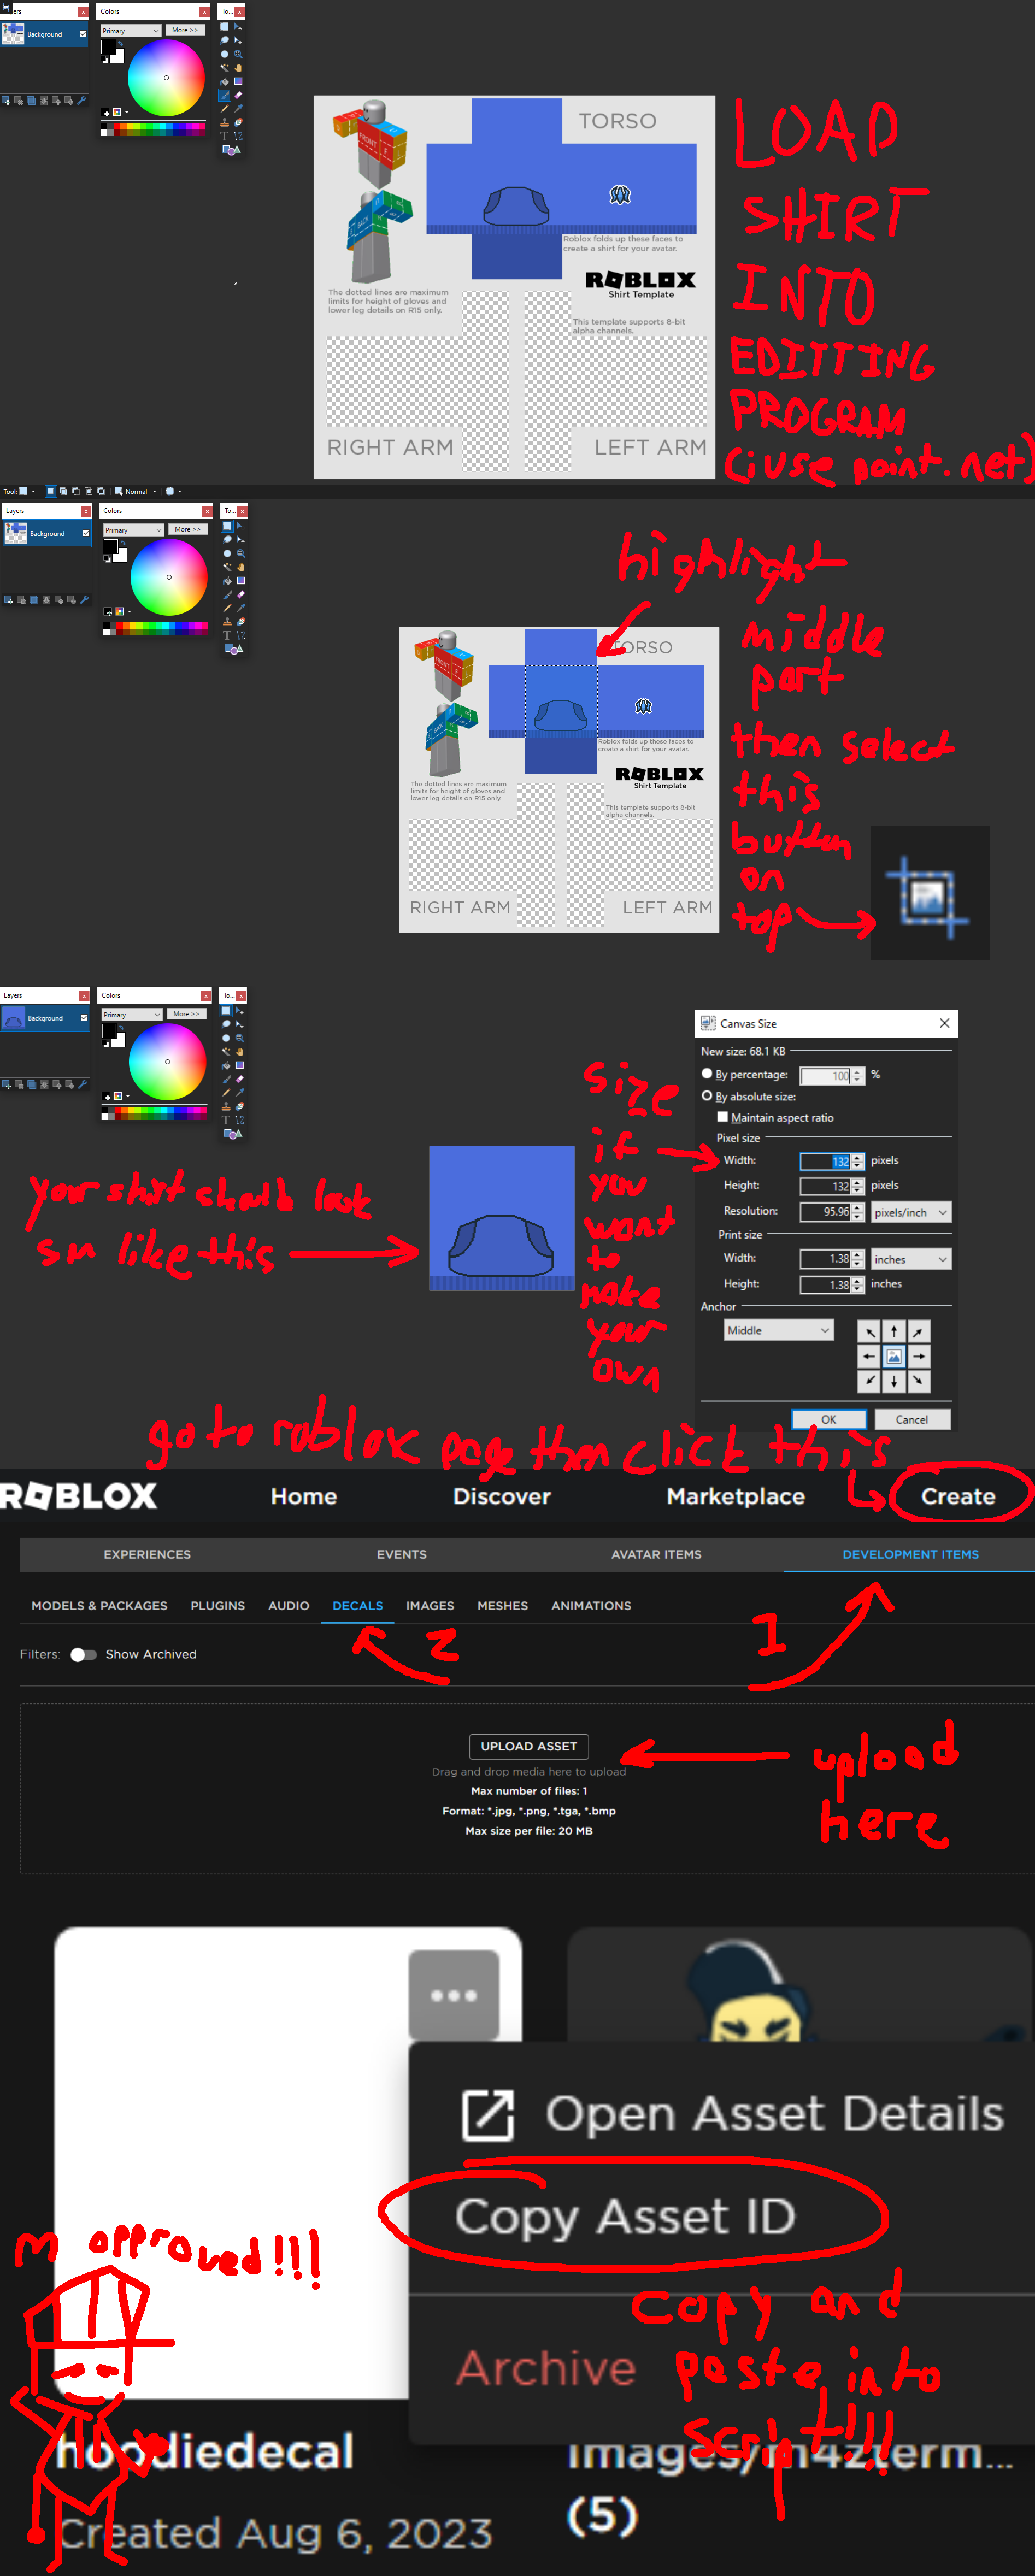 Layers
Colors
To...
Background
Primary
More >>
TORSO
FRONT
BACK
Roblox folds up these faces to
create a shirt for your avatar.
ROBLOX
Shirt Template
The dotted lines are maximum
limits for height of gloves and
lower leg details on R15 only.
This template supports 8-bit
alpha channels.
RIGHT ARM
LEFT ARM
LOAD
SHIRT
INTO
EDITTING
PROGRAM
(i use paint.net)
Tool:
Normal
Layers
Colors
To...
Background
Primary
More >>
highlight
middle
part
then select
this
button
on
top
TORSO
FRONT
BACK
Roblox folds up these faces to
create a shirt for your avatar.
ROBLOX
Shirt Template
The dotted lines are maximum
limits for height of gloves and
lower leg details on R15 only.
This template supports 8-bit
alpha channels.
RIGHT ARM
LEFT ARM
Layers
Colors
To...
Background
Primary
More >>
your shirt should look
sm like this
size
if
you
want
to
make
your
own
Canvas Size
New size: 68.1 KB
By percentage: 100 %
By absolute size:
Maintain aspect ratio
Pixel size
Width: 132 pixels
Height: 132 pixels
Resolution: 95.96 pixels/inch
Print size
Width: 1.38 inches
Height: 1.38 inches
Anchor
Middle
OK Cancel
go to roblox page then click this
ROBLOX Home Discover Marketplace Create
EXPERIENCES EVENTS AVATAR ITEMS DEVELOPMENT ITEMS
MODELS & PACKAGES PLUGINS AUDIO DECALS IMAGES MESHES ANIMATIONS
2
1
Filters: Show Archived
UPLOAD ASSET
Drag and drop media here to upload
Max number of files: 1
Format: *.jpg, *.png, *.tga, *.bmp
Max size per file: 20 MB
upload
here
Open Asset Details
Copy Asset ID
Archive
m approved!!!
copy and
paste into
script!!!
hoodiedecal
Created Aug 6, 2023
(5)